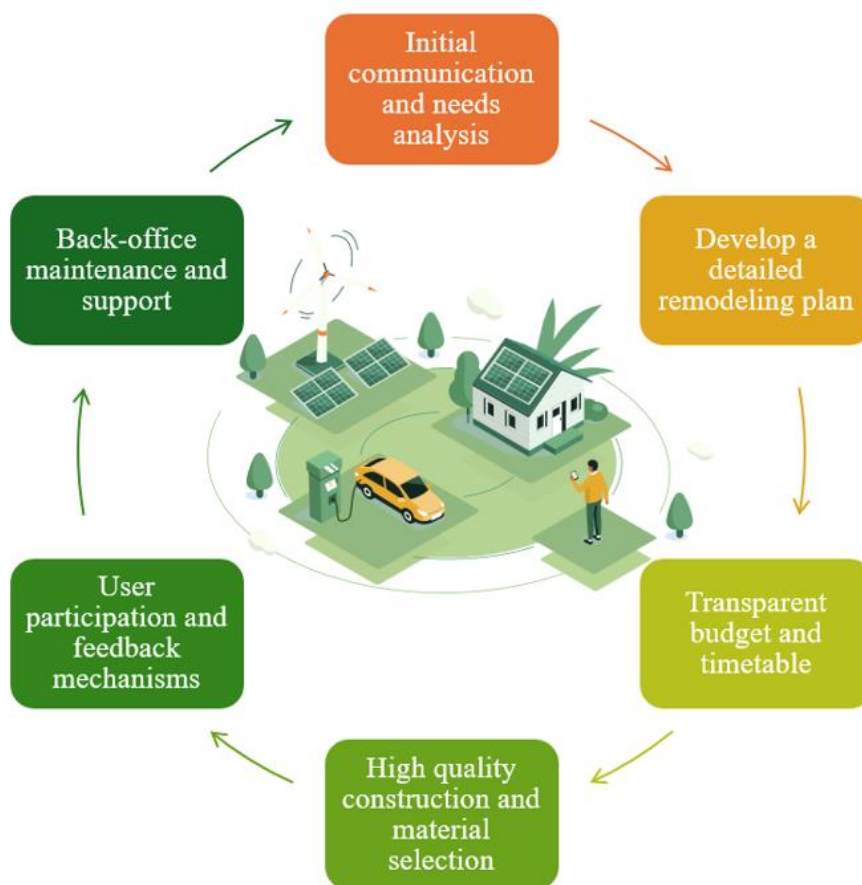 Initial
communication
and needs
analysis
Develop a
detailed
remodeling plan
Transparent
budget and
timetable
High quality
construction and
material
selection
User
participation and
feedback
mechanisms
Back-office
maintenance and
support